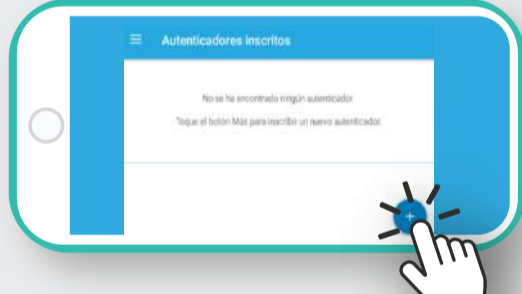 Autenticadores inscritos
No se ha encontrado ningún autenticador
Toque el botón Más para inscribir un nuevo autenticador.